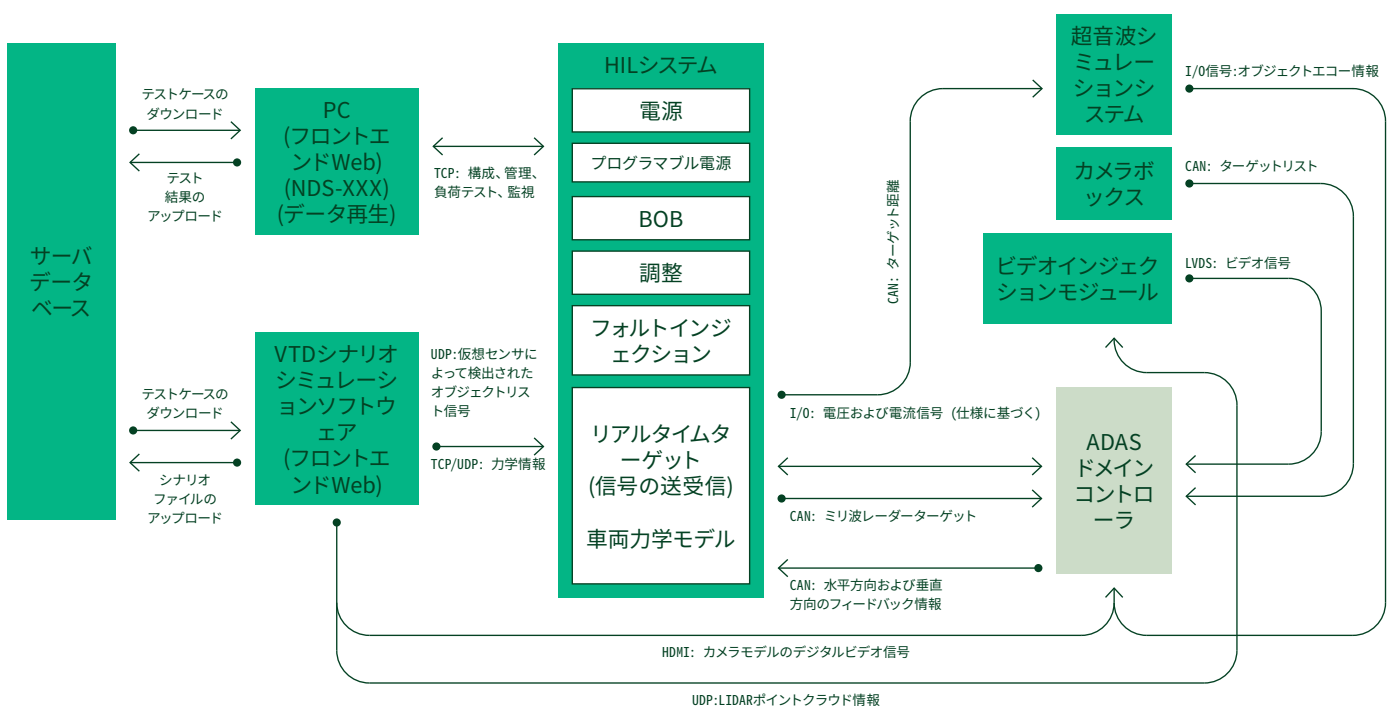 サーバ
データ
ベース
テストケースの
ダウンロード
テスト
結果の
アップロード
テストケースの
ダウンロード
シナリオ
ファイルの
アップロード
PC
(フロントエ
ンドWeb)
(NDS-XXX)
(データ再生)
VTDシナリオ
シミュレーシ
ョンソフトウ
ェア
(フロントエ
ンドWeb)
TCP: 構成、管理、
負荷テスト、監視
UDP:仮想センサに
よって検出された
オブジェクトリス
ト信号
TCP/UDP: 力学情報
HILシステム
電源
プログラマブル電源
BOB
調整
フォルトインジ
ェクション
リアルタイムタ
ーゲット
(信号の送受信)
車両力学モデル
CAN: ターゲット距離
I/O: 電圧および電流信号 (仕様に基づく)
CAN: ミリ波レーダーターゲット
CAN: 水平方向および垂直
方向のフィードバック情報
超音波シ
ミュレー
ションシ
ステム
I/O信号:オブジェクトエコー情報
カメラボ
ックス
CAN: ターゲットリスト
ビデオインジェク
ションモジュール
LVDS: ビデオ信号
ADAS
ドメイン
コントロ
ーラ
HDMI: カメラモデルのデジタルビデオ信号
UDP:LIDARポイントクラウド情報